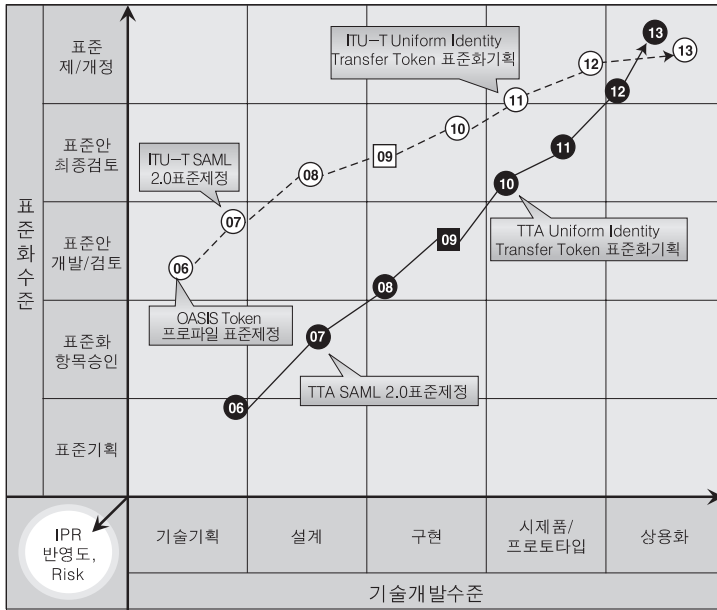 표준
제/개정
표준안
최종검토
표준안
개발/검토
표준화
항목승인
표준기획
표준화수준
ITU-T Uniform Identity
Transfer Token 표준화기획
ITU-T SAML
2.0표준제정
OASIS Token
프로파일 표준제정
TTA Uniform Identity
Transfer Token 표준화기획
TTA SAML 2.0표준제정
06
07
08
09
10
11
12
13
06
07
08
09
10
11
12
13
IPR
반영도,
Risk
기술기획
설계
구현
시제품/
프로토타입
상용화
기술개발수준